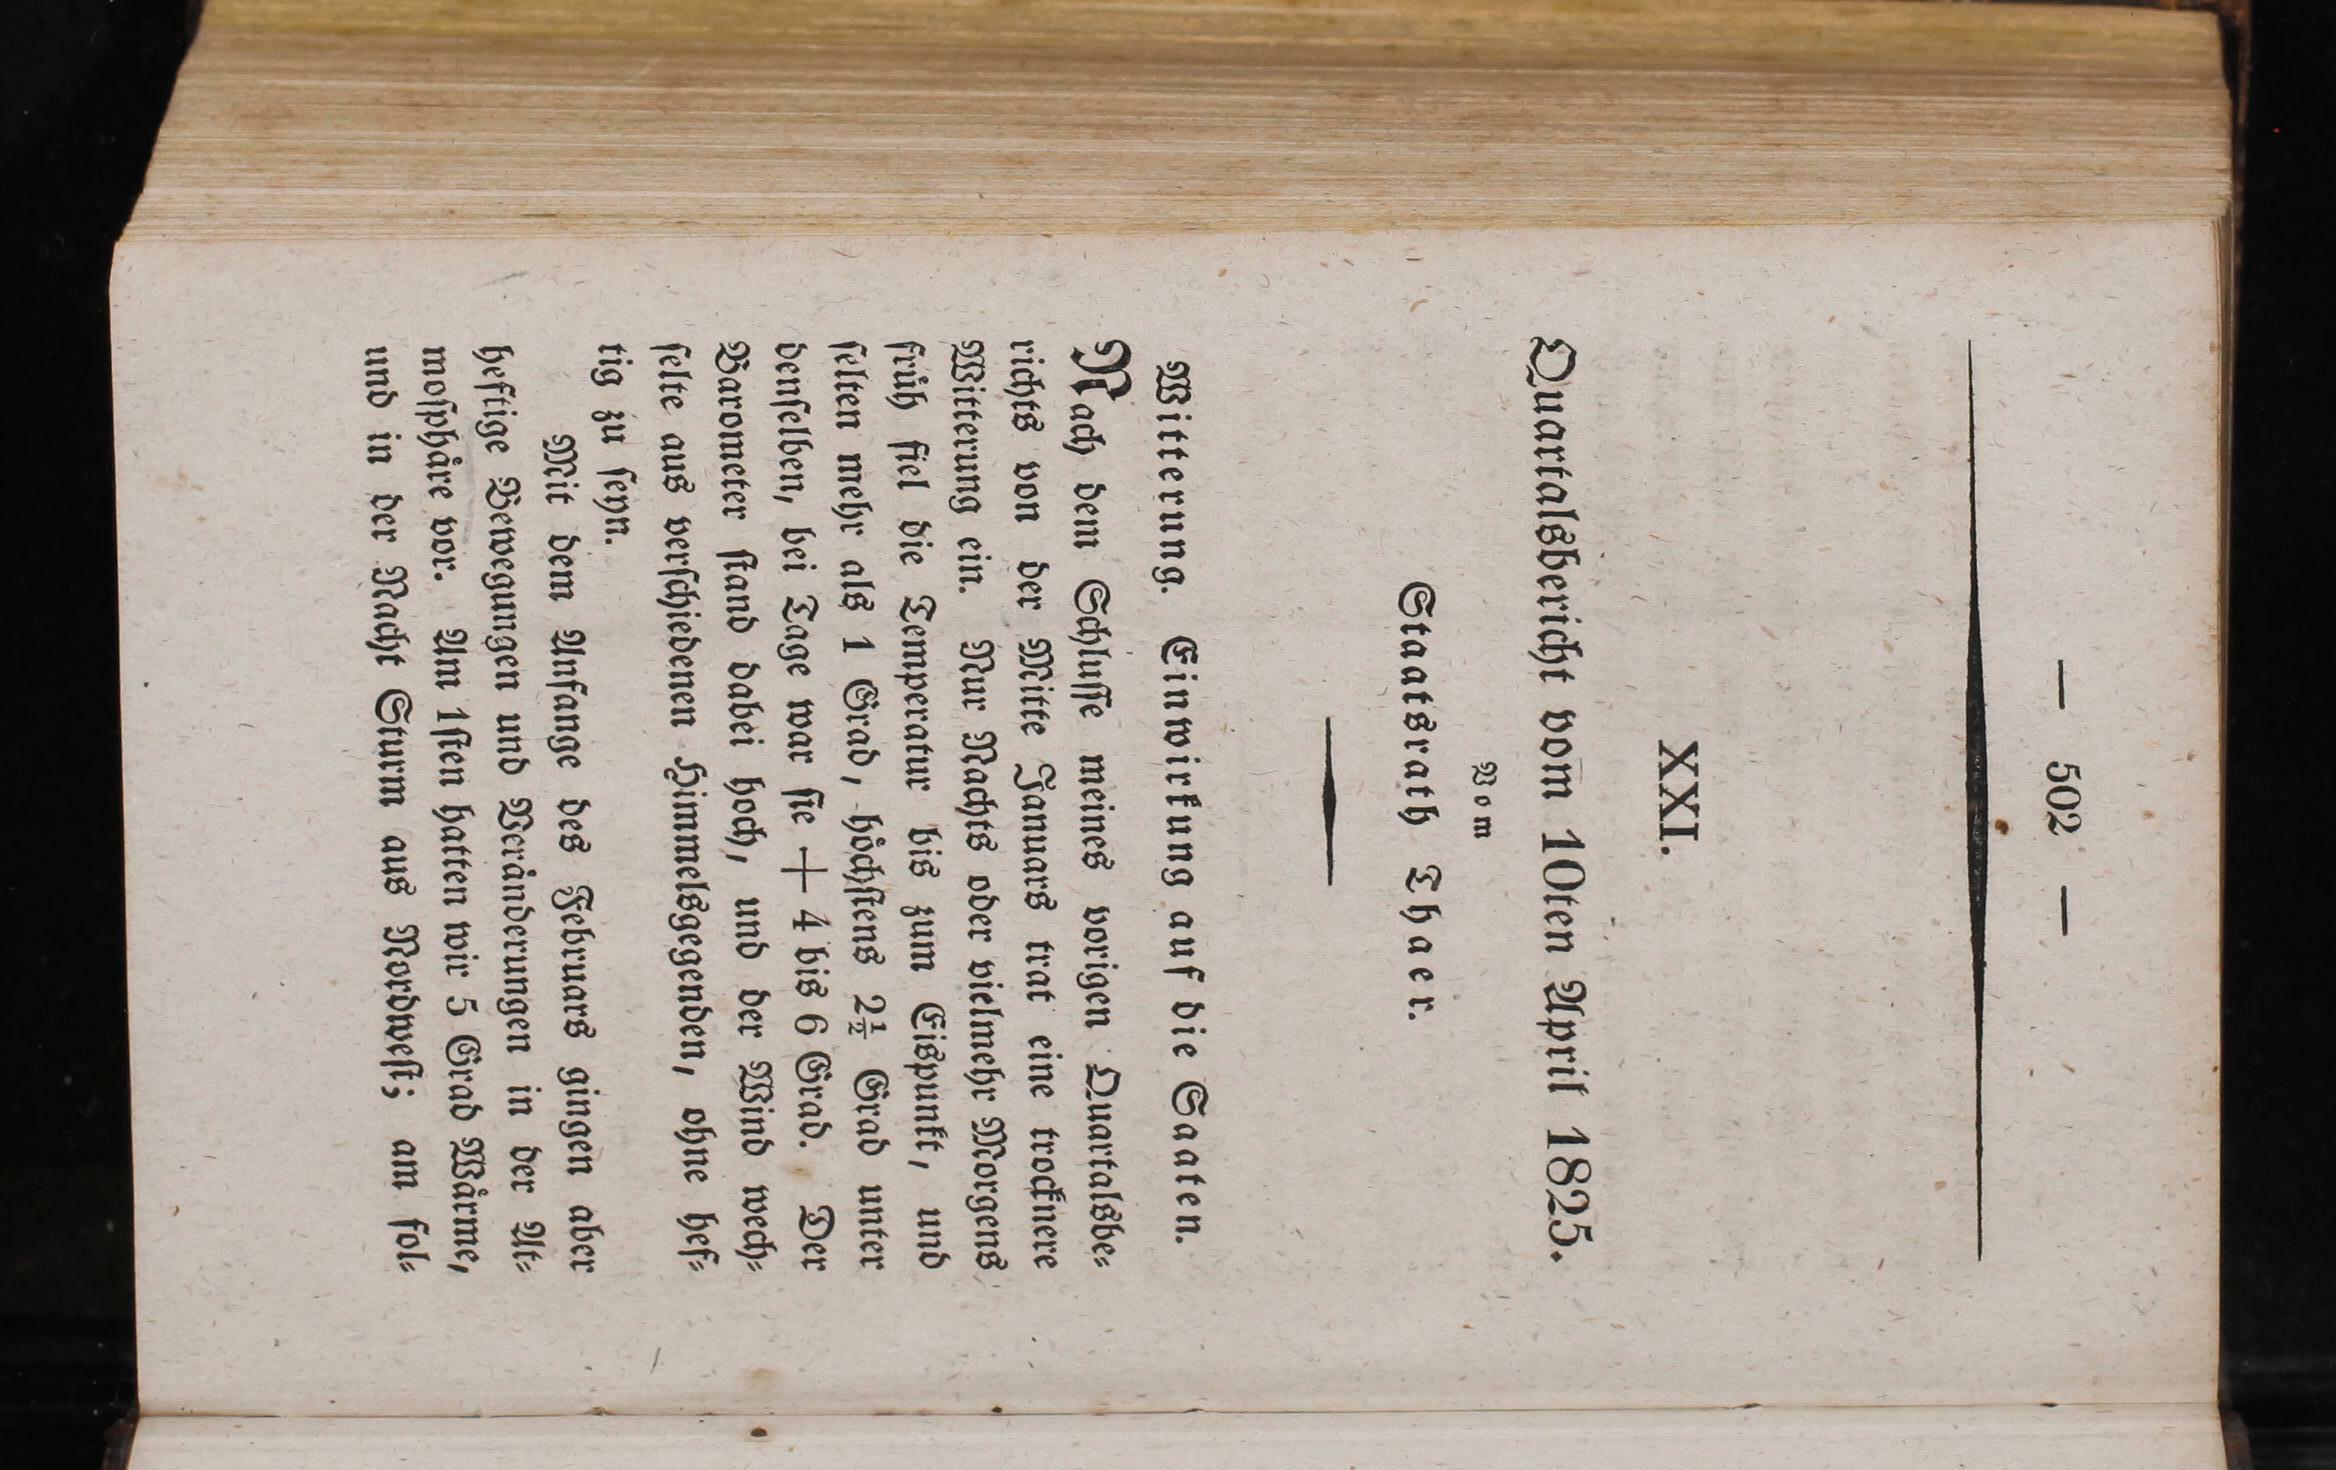 — 502 —
XXI.
Quartalsbericht vom 10ten April 1825.
Vom
Staatsrath Thaer.
Witterung. Einwirkung auf die Saaten.
Nach dem Schlusse meines vorigen Quartalsbe-
richts von der Mitte Januars trat eine trocknere
Witterung ein. Nur Nachts oder vielmehr Morgens
früh fiel die Temperatur bis zum Eispunkt, und
selten mehr als 1 Grad, höchstens 2½ Grad unter
denselben, bei Tage war sie + 4 bis 6 Grad. Der
Barometer stand dabei hoch, und der Wind wech-
selte aus verschiedenen Himmelsgegenden, ohne hef-
tig zu seyn.
Mit dem Anfange des Februars gingen aber
heftige Bewegungen und Veränderungen in der At-
mosphäre vor. Am 1sten hatten wir 5 Grad Wärme,
und in der Nacht Sturm aus Nordwest; am fol-